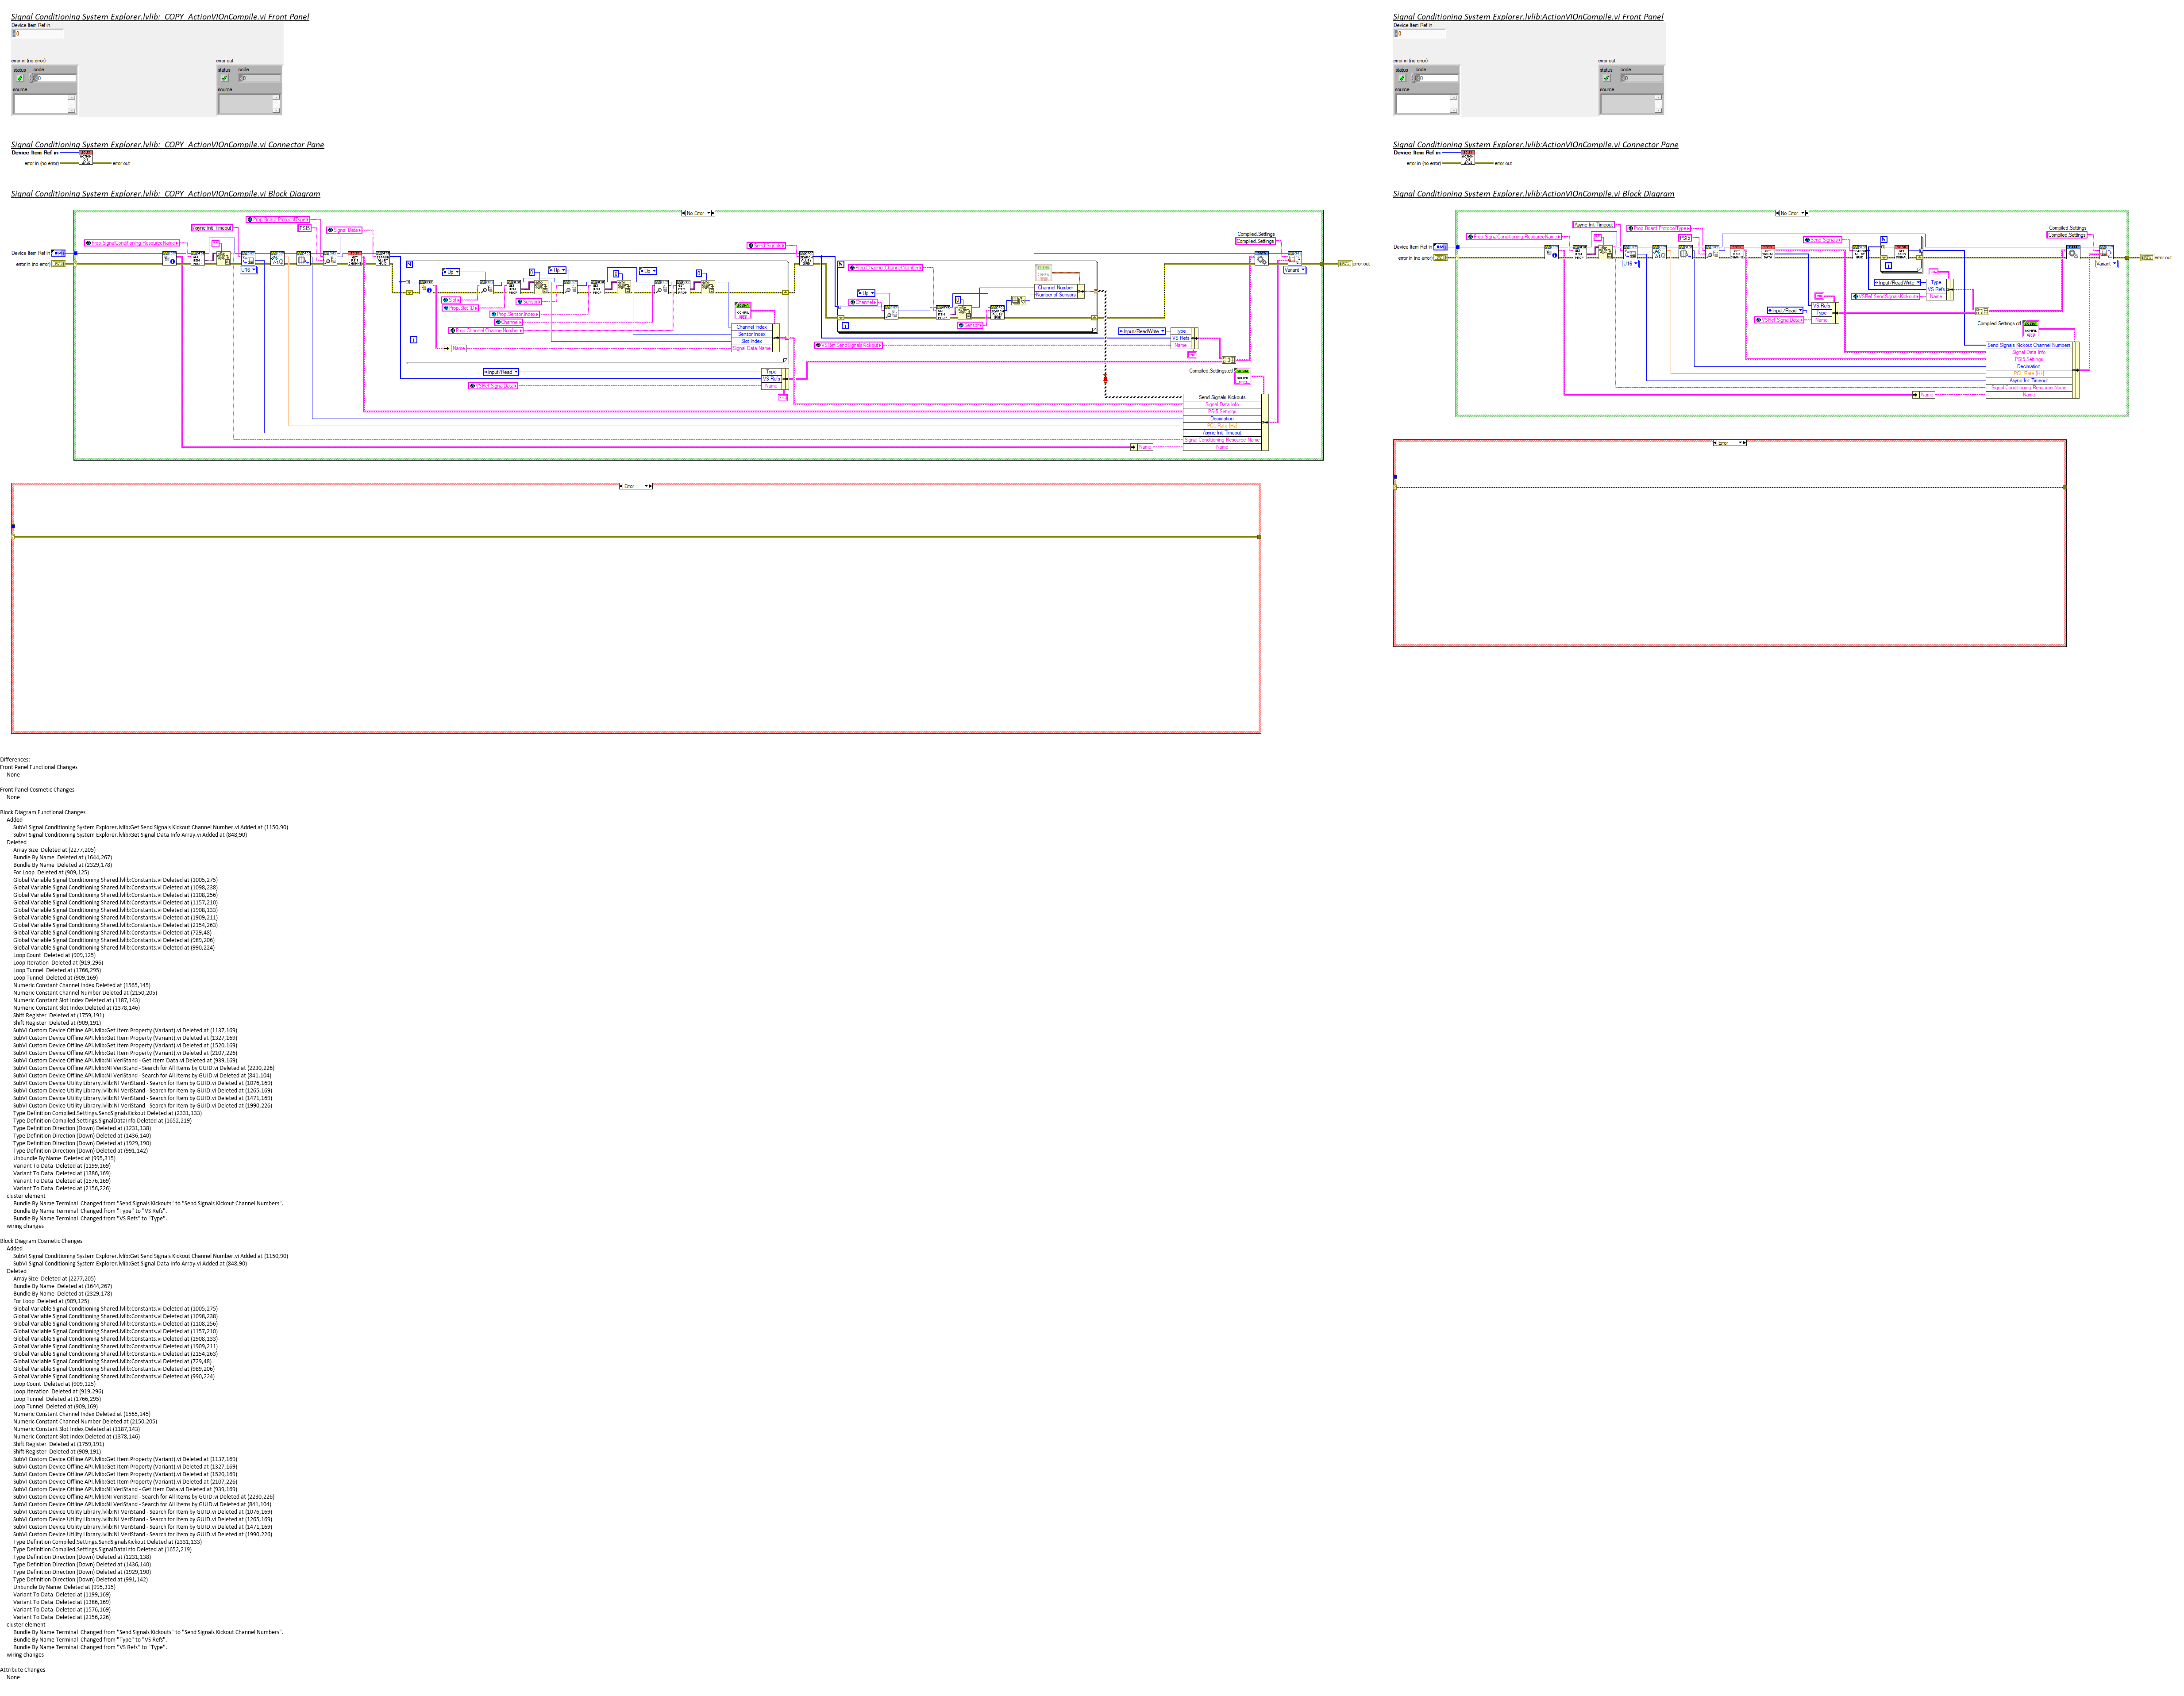 Signal Conditioning System Explorer.lvlib:_COPY_ActionVIOnCompile.vi Front Panel
Device Item Ref in
0
error in (no error)
status code
0
source
error out
status code
0
source
Signal Conditioning System Explorer.lvlib:_COPY_ActionVIOnCompile.vi Connector Pane
Device Item Ref in
error in (no error)
error out
Signal Conditioning System Explorer.lvlib:_COPY_ActionVIOnCompile.vi Block Diagram
No Error
Prop.Board.ProtocolType
Async Init Timeout
PSI5
Signal Data
Prop.SignalConditioning.ResourceName
Send Signals
Compiled.Settings
Compiled.Settings
Device Item Ref in
error in (no error)
error out
U16
Variant
N
Up
0
Up
0
Up
0
Slot
Prop.Slot.ID
Sensor
Prop.Sensor.Index
Channel
Prop.Channel.ChannelNumber
i
Name
Channel Index
Sensor Index
Slot Index
Signal Data Name
N
Prop.Channel.ChannelNumber
Up
Channel
0
Sensor
i
Channel Number
Number of Sensors
Input/ReadWrite
Type
VS Refs
Name
VSRef.SendSignalsKickout
Input/Read
Type
VS Refs
Name
VSRef.SignalData
Compiled.Settings.ctl
Send Signals Kickouts
Signal Data Info
PSI5 Settings
Decimation
PCL Rate [Hz]
Async Init Timeout
Signal Conditioning Resource Name
Name
Name
Error
Signal Conditioning System Explorer.lvlib:ActionVIOnCompile.vi Front Panel
Device Item Ref in
0
error in (no error)
status code
0
source
error out
status code
0
source
Signal Conditioning System Explorer.lvlib:ActionVIOnCompile.vi Connector Pane
Device Item Ref in
error in (no error)
error out
Signal Conditioning System Explorer.lvlib:ActionVIOnCompile.vi Block Diagram
No Error
Async Init Timeout
Prop.Board.ProtocolType
Prop.SignalConditioning.ResourceName
PSI5
Send Signals
Compiled.Settings
Compiled.Settings
Device Item Ref in
error in (no error)
error out
U16
Variant
N
i
Input/ReadWrite
Type
VS Refs
Name
VSRef.SendSignalsKickout
Input/Read
VS Refs
Type
Name
VSRef.SignalData
Compiled.Settings.ctl
Send Signals Kickout Channel Numbers
Signal Data Info
PSI5 Settings
Decimation
PCL Rate [Hz]
Async Init Timeout
Signal Conditioning Resource Name
Name
Name
Error
Differences:
Front Panel Functional Changes
None
Front Panel Cosmetic Changes
None
Block Diagram Functional Changes
Added
SubVI Signal Conditioning System Explorer.lvlib:Get Send Signals Kickout Channel Number.vi Added at (1150,90)
SubVI Signal Conditioning System Explorer.lvlib:Get Signal Data Info Array.vi Added at (848,90)
Deleted
Array Size  Deleted at (2277,205)
Bundle By Name  Deleted at (1644,267)
Bundle By Name  Deleted at (2329,178)
For Loop  Deleted at (909,125)
Global Variable Signal Conditioning Shared.lvlib:Constants.vi Deleted at (1005,275)
Global Variable Signal Conditioning Shared.lvlib:Constants.vi Deleted at (1098,238)
Global Variable Signal Conditioning Shared.lvlib:Constants.vi Deleted at (1108,256)
Global Variable Signal Conditioning Shared.lvlib:Constants.vi Deleted at (1157,210)
Global Variable Signal Conditioning Shared.lvlib:Constants.vi Deleted at (1908,133)
Global Variable Signal Conditioning Shared.lvlib:Constants.vi Deleted at (1909,211)
Global Variable Signal Conditioning Shared.lvlib:Constants.vi Deleted at (2154,263)
Global Variable Signal Conditioning Shared.lvlib:Constants.vi Deleted at (729,48)
Global Variable Signal Conditioning Shared.lvlib:Constants.vi Deleted at (989,206)
Global Variable Signal Conditioning Shared.lvlib:Constants.vi Deleted at (990,224)
Loop Count  Deleted at (909,125)
Loop Iteration  Deleted at (919,296)
Loop Tunnel  Deleted at (1766,295)
Loop Tunnel  Deleted at (909,169)
Numeric Constant Channel Index Deleted at (1565,145)
Numeric Constant Channel Number Deleted at (2150,205)
Numeric Constant Slot Index Deleted at (1187,143)
Numeric Constant Slot Index Deleted at (1378,146)
Shift Register  Deleted at (1759,191)
Shift Register  Deleted at (909,191)
SubVI Custom Device Offline API.lvlib:Get Item Property (Variant).vi Deleted at (1137,169)
SubVI Custom Device Offline API.lvlib:Get Item Property (Variant).vi Deleted at (1327,169)
SubVI Custom Device Offline API.lvlib:Get Item Property (Variant).vi Deleted at (1520,169)
SubVI Custom Device Offline API.lvlib:Get Item Property (Variant).vi Deleted at (2107,226)
SubVI Custom Device Offline API.lvlib:NI VeriStand - Get Item Data.vi Deleted at (939,169)
SubVI Custom Device Offline API.lvlib:NI VeriStand - Search for All Items by GUID.vi Deleted at (2230,226)
SubVI Custom Device Offline API.lvlib:NI VeriStand - Search for All Items by GUID.vi Deleted at (841,104)
SubVI Custom Device Utility Library.lvlib:NI VeriStand - Search for Item by GUID.vi Deleted at (1076,169)
SubVI Custom Device Utility Library.lvlib:NI VeriStand - Search for Item by GUID.vi Deleted at (1265,169)
SubVI Custom Device Utility Library.lvlib:NI VeriStand - Search for Item by GUID.vi Deleted at (1471,169)
SubVI Custom Device Utility Library.lvlib:NI VeriStand - Search for Item by GUID.vi Deleted at (1990,226)
Type Definition Compiled.Settings.SendSignalsKickout Deleted at (2331,133)
Type Definition Compiled.Settings.SignalDataInfo Deleted at (1652,219)
Type Definition Direction (Down) Deleted at (1231,138)
Type Definition Direction (Down) Deleted at (1436,140)
Type Definition Direction (Down) Deleted at (1929,190)
Type Definition Direction (Down) Deleted at (991,142)
Unbundle By Name  Deleted at (995,315)
Variant To Data  Deleted at (1199,169)
Variant To Data  Deleted at (1386,169)
Variant To Data  Deleted at (1576,169)
Variant To Data  Deleted at (2156,226)
cluster element
Bundle By Name Terminal  Changed from "Send Signals Kickouts" to "Send Signals Kickout Channel Numbers".
Bundle By Name Terminal  Changed from "Type" to "VS Refs".
Bundle By Name Terminal  Changed from "VS Refs" to "Type".
wiring changes
Block Diagram Cosmetic Changes
Added
SubVI Signal Conditioning System Explorer.lvlib:Get Send Signals Kickout Channel Number.vi Added at (1150,90)
SubVI Signal Conditioning System Explorer.lvlib:Get Signal Data Info Array.vi Added at (848,90)
Deleted
Array Size  Deleted at (2277,205)
Bundle By Name  Deleted at (1644,267)
Bundle By Name  Deleted at (2329,178)
For Loop  Deleted at (909,125)
Global Variable Signal Conditioning Shared.lvlib:Constants.vi Deleted at (1005,275)
Global Variable Signal Conditioning Shared.lvlib:Constants.vi Deleted at (1098,238)
Global Variable Signal Conditioning Shared.lvlib:Constants.vi Deleted at (1108,256)
Global Variable Signal Conditioning Shared.lvlib:Constants.vi Deleted at (1157,210)
Global Variable Signal Conditioning Shared.lvlib:Constants.vi Deleted at (1908,133)
Global Variable Signal Conditioning Shared.lvlib:Constants.vi Deleted at (1909,211)
Global Variable Signal Conditioning Shared.lvlib:Constants.vi Deleted at (2154,263)
Global Variable Signal Conditioning Shared.lvlib:Constants.vi Deleted at (729,48)
Global Variable Signal Conditioning Shared.lvlib:Constants.vi Deleted at (989,206)
Global Variable Signal Conditioning Shared.lvlib:Constants.vi Deleted at (990,224)
Loop Count  Deleted at (909,125)
Loop Iteration  Deleted at (919,296)
Loop Tunnel  Deleted at (1766,295)
Loop Tunnel  Deleted at (909,169)
Numeric Constant Channel Index Deleted at (1565,145)
Numeric Constant Channel Number Deleted at (2150,205)
Numeric Constant Slot Index Deleted at (1187,143)
Numeric Constant Slot Index Deleted at (1378,146)
Shift Register  Deleted at (1759,191)
Shift Register  Deleted at (909,191)
SubVI Custom Device Offline API.lvlib:Get Item Property (Variant).vi Deleted at (1137,169)
SubVI Custom Device Offline API.lvlib:Get Item Property (Variant).vi Deleted at (1327,169)
SubVI Custom Device Offline API.lvlib:Get Item Property (Variant).vi Deleted at (1520,169)
SubVI Custom Device Offline API.lvlib:Get Item Property (Variant).vi Deleted at (2107,226)
SubVI Custom Device Offline API.lvlib:NI VeriStand - Get Item Data.vi Deleted at (939,169)
SubVI Custom Device Offline API.lvlib:NI VeriStand - Search for All Items by GUID.vi Deleted at (2230,226)
SubVI Custom Device Offline API.lvlib:NI VeriStand - Search for All Items by GUID.vi Deleted at (841,104)
SubVI Custom Device Utility Library.lvlib:NI VeriStand - Search for Item by GUID.vi Deleted at (1076,169)
SubVI Custom Device Utility Library.lvlib:NI VeriStand - Search for Item by GUID.vi Deleted at (1265,169)
SubVI Custom Device Utility Library.lvlib:NI VeriStand - Search for Item by GUID.vi Deleted at (1471,169)
SubVI Custom Device Utility Library.lvlib:NI VeriStand - Search for Item by GUID.vi Deleted at (1990,226)
Type Definition Compiled.Settings.SendSignalsKickout Deleted at (2331,133)
Type Definition Compiled.Settings.SignalDataInfo Deleted at (1652,219)
Type Definition Direction (Down) Deleted at (1231,138)
Type Definition Direction (Down) Deleted at (1436,140)
Type Definition Direction (Down) Deleted at (1929,190)
Type Definition Direction (Down) Deleted at (991,142)
Unbundle By Name  Deleted at (995,315)
Variant To Data  Deleted at (1199,169)
Variant To Data  Deleted at (1386,169)
Variant To Data  Deleted at (1576,169)
Variant To Data  Deleted at (2156,226)
cluster element
Bundle By Name Terminal  Changed from "Send Signals Kickouts" to "Send Signals Kickout Channel Numbers".
Bundle By Name Terminal  Changed from "Type" to "VS Refs".
Bundle By Name Terminal  Changed from "VS Refs" to "Type".
wiring changes
Attribute Changes
None